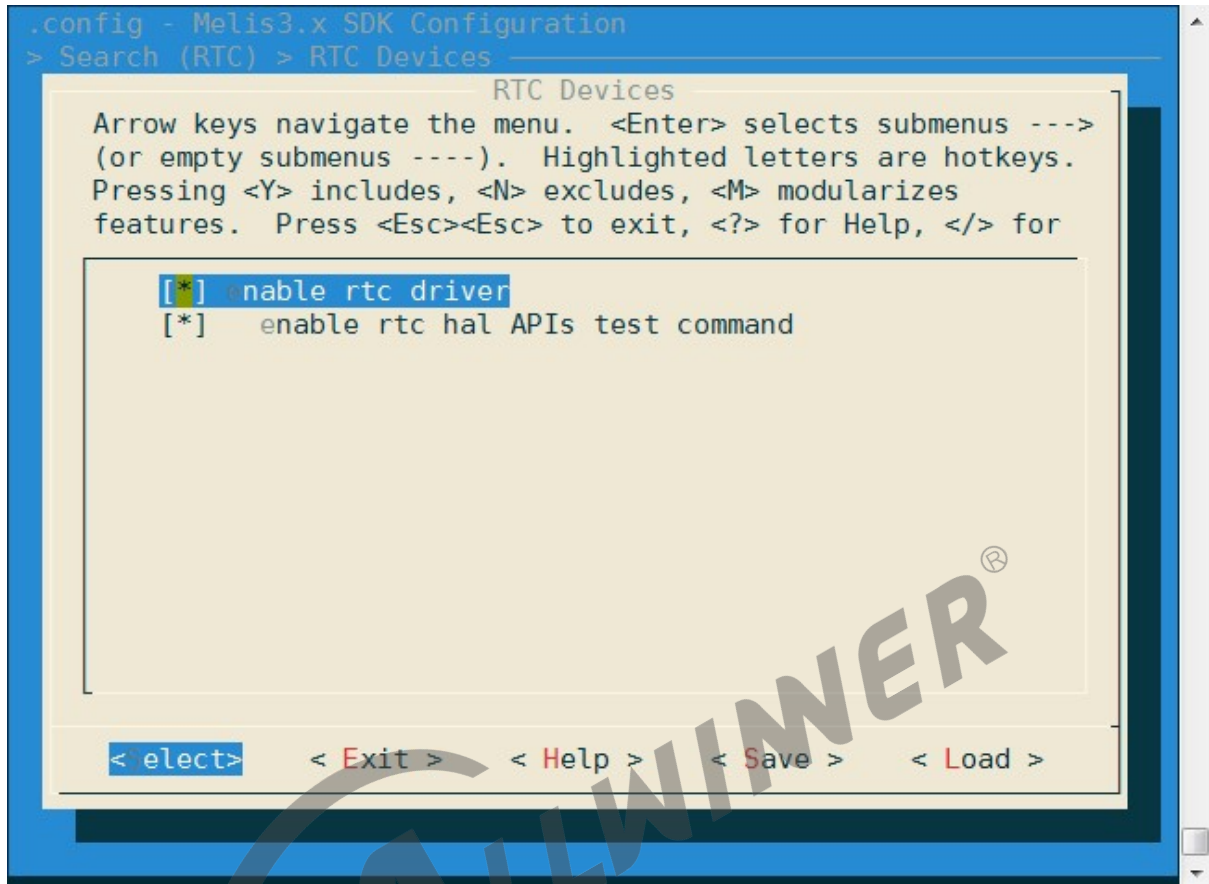 .config - Melis3.x SDK Configuration
> Search (RTC) > RTC Devices
RTC Devices
Arrow keys navigate the menu.  <Enter> selects submenus --->
(or empty submenus ----).  Highlighted letters are hotkeys.
Pressing <Y> includes, <N> excludes, <M> modularizes
features.  Press <Esc><Esc> to exit, <?> for Help, </> for
[*] enable rtc driver
[*]   enable rtc hal APIs test command
<Select>    < Exit >    < Help >    < Save >    < Load >
ALLWINNER®